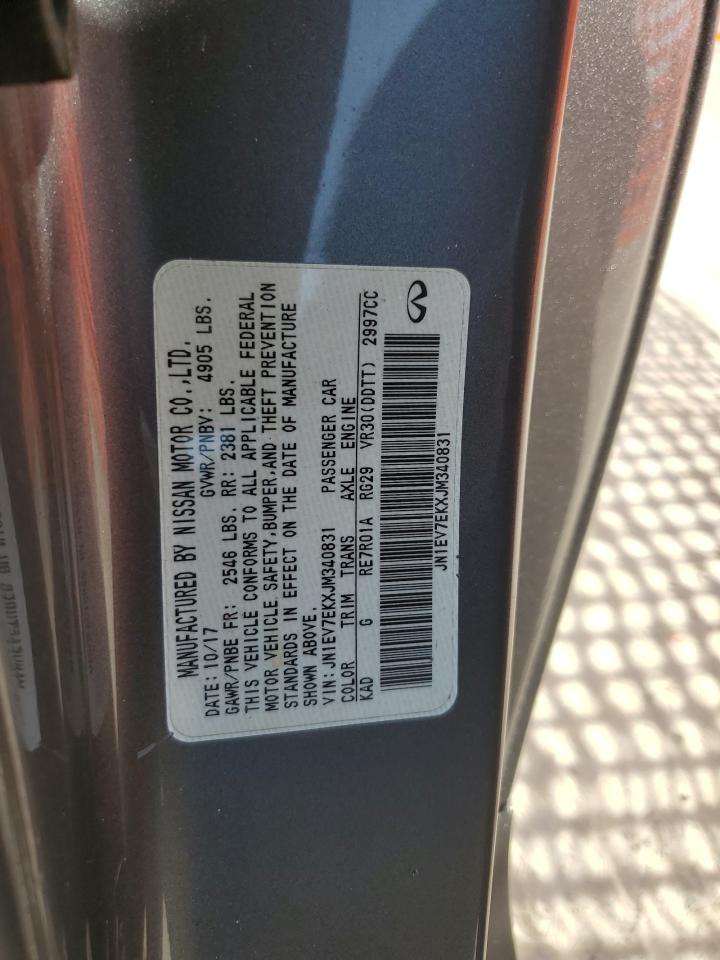 MANUFACTURED BY NISSAN MOTOR CO.,LTD.
DATE: 10/17 GVWR/PNBV: 4905 LBS.
GAWR/PNBE FR: 2546 LBS. RR: 2381 LBS.
THIS VEHICLE CONFORMS TO ALL APPLICABLE FEDERAL
MOTOR VEHICLE SAFETY,BUMPER,AND THEFT PREVENTION
STANDARDS IN EFFECT ON THE DATE OF MANUFACTURE
SHOWN ABOVE.
VIN:JN1EV7EKXJM340831 PASSENGER CAR
COLOR TRIM TRANS AXLE ENGINE
KAD G RE7R01A RG29 VR30(DDTT) 2997CC
JN1EV7EKXJM340831